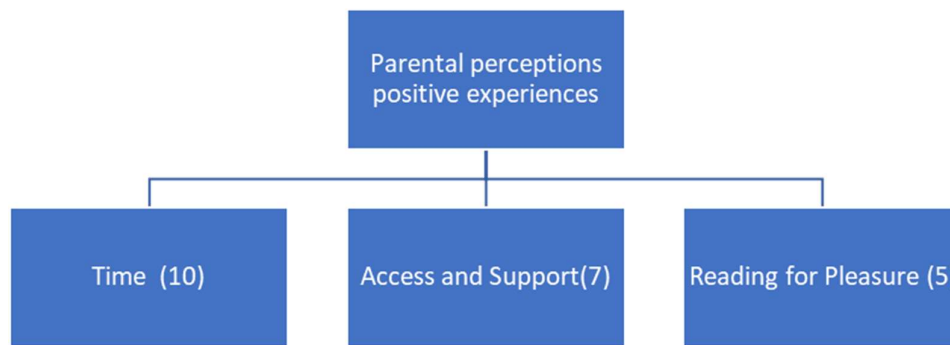 Parental perceptions
positive experiences
Time (10)
Access and Support(7)
Reading for Pleasure (5